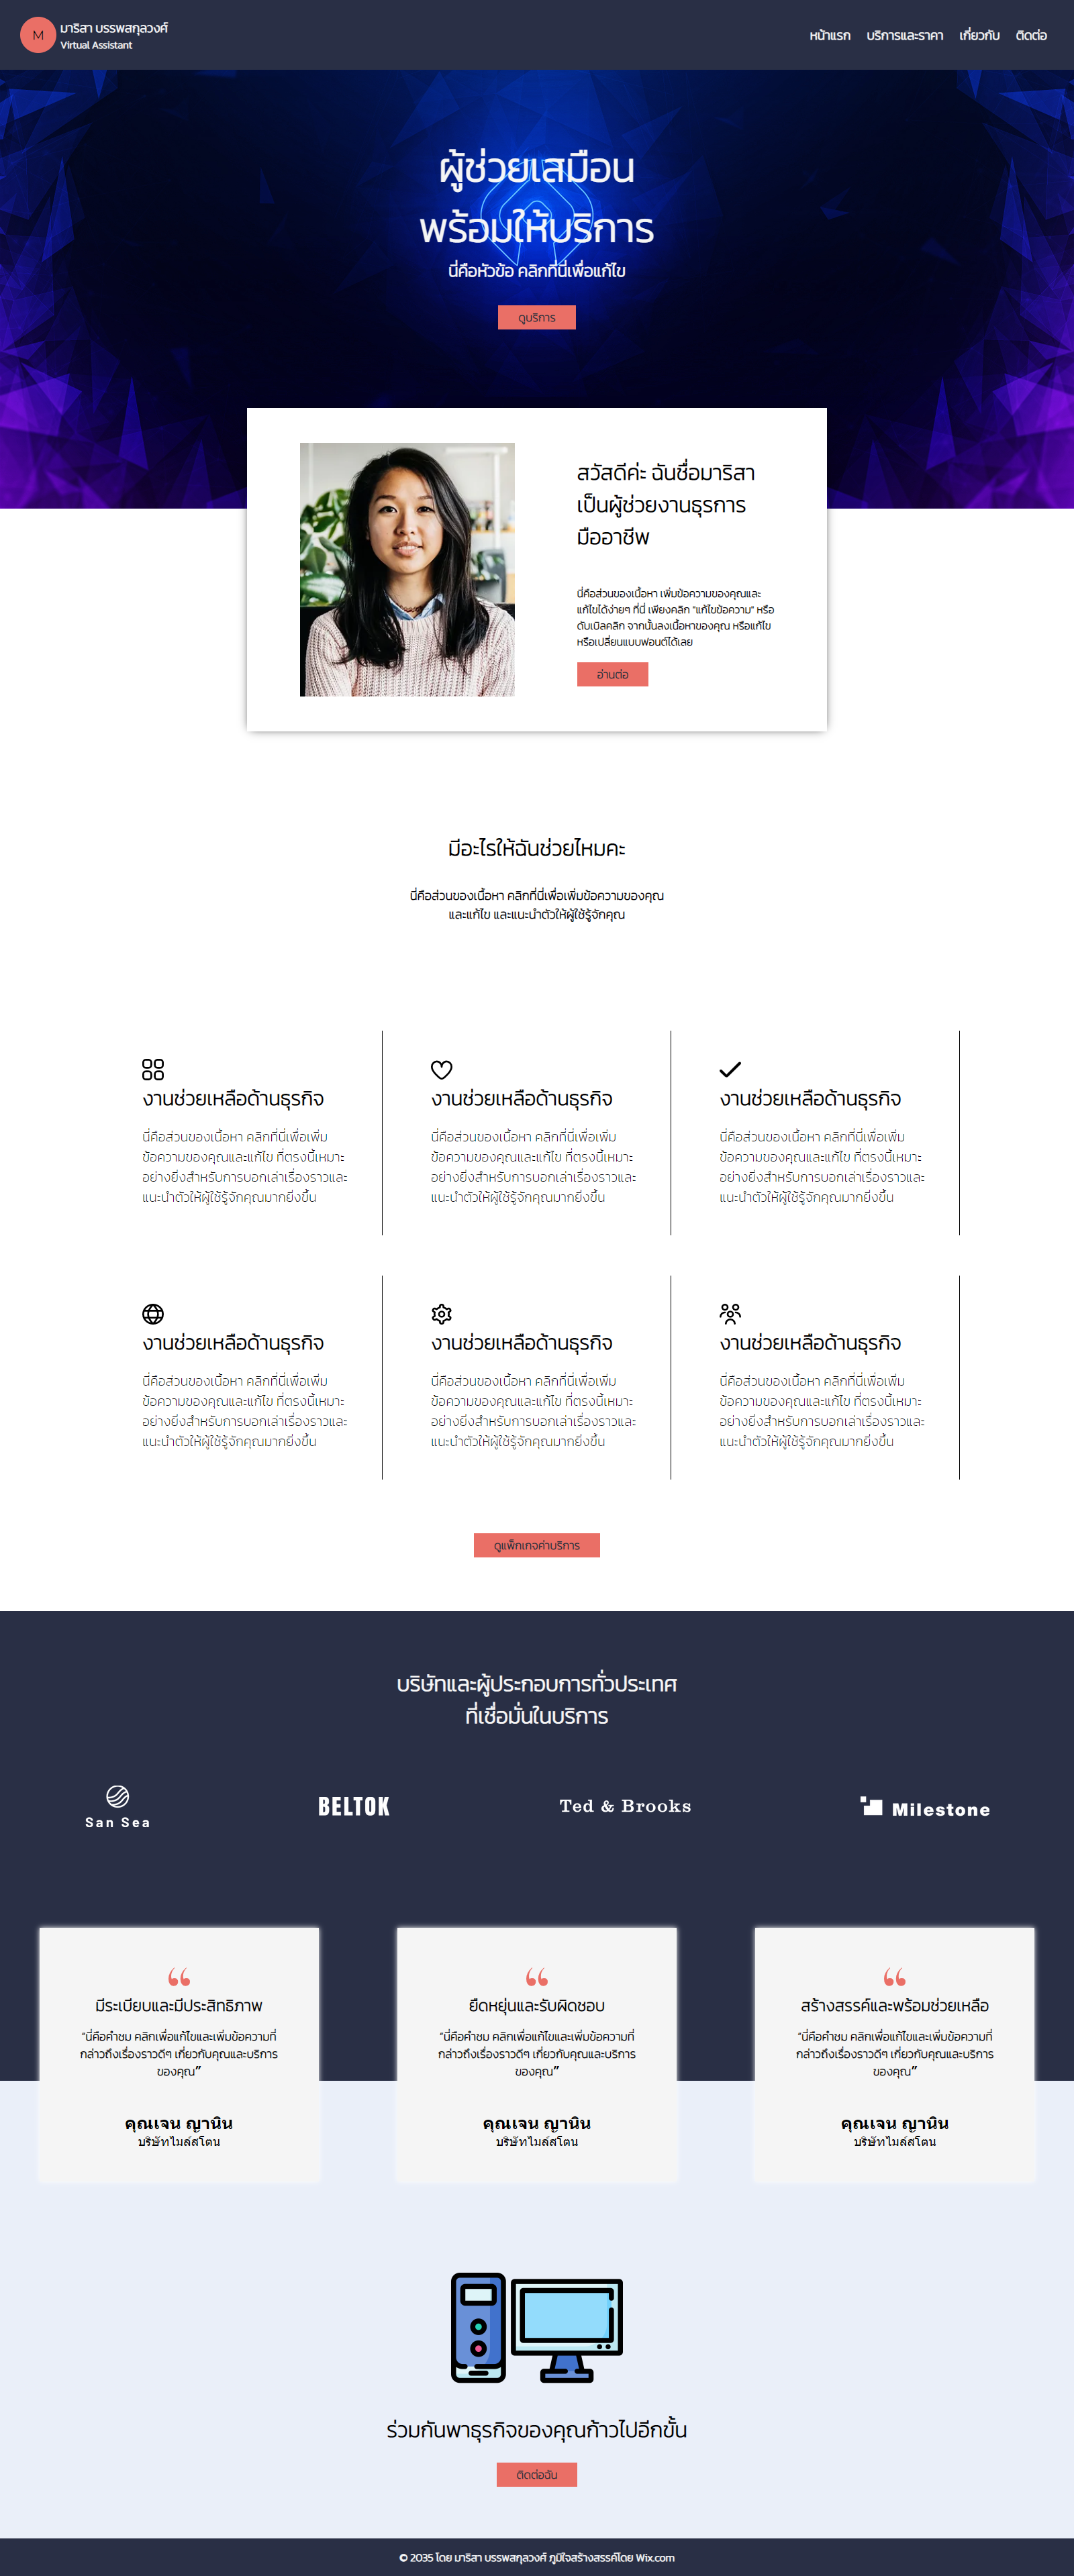 M
มาริสา บรรพสกุลวงศ์
Virtual Assistant
หน้าแรก บริการและราคา เกี่ยวกับ ติดต่อ
ผู้ช่วยเสมือน
พร้อมให้บริการ
นี่คือหัวข้อ คลิกที่นี่เพื่อแก้ไข
ดูบริการ
สวัสดีค่ะ ฉันชื่อมาริสา
เป็นผู้ช่วยงานธุรการ
มืออาชีพ
นี่คือส่วนของเนื้อหา เพิ่มข้อความของคุณและ
แก้ไขได้ง่ายๆ ที่นี่ เพียงคลิก "แก้ไขข้อความ" หรือ
ดับเบิลคลิก จากนั้นลงเนื้อหาของคุณ หรือแก้ไข
หรือเปลี่ยนแบบฟอนต์ได้เลย
อ่านต่อ
มีอะไรให้ฉันช่วยไหมคะ
นี่คือส่วนของเนื้อหา คลิกที่นี่เพื่อเพิ่มข้อความของคุณ
และแก้ไข และแนะนำตัวให้ผู้ใช้รู้จักคุณ
งานช่วยเหลือด้านธุรกิจ
นี่คือส่วนของเนื้อหา คลิกที่นี่เพื่อเพิ่ม
ข้อความของคุณและแก้ไข ที่ตรงนี้เหมาะ
อย่างยิ่งสำหรับการบอกเล่าเรื่องราวและ
แนะนำตัวให้ผู้ใช้รู้จักคุณมากยิ่งขึ้น
งานช่วยเหลือด้านธุรกิจ
นี่คือส่วนของเนื้อหา คลิกที่นี่เพื่อเพิ่ม
ข้อความของคุณและแก้ไข ที่ตรงนี้เหมาะ
อย่างยิ่งสำหรับการบอกเล่าเรื่องราวและ
แนะนำตัวให้ผู้ใช้รู้จักคุณมากยิ่งขึ้น
งานช่วยเหลือด้านธุรกิจ
นี่คือส่วนของเนื้อหา คลิกที่นี่เพื่อเพิ่ม
ข้อความของคุณและแก้ไข ที่ตรงนี้เหมาะ
อย่างยิ่งสำหรับการบอกเล่าเรื่องราวและ
แนะนำตัวให้ผู้ใช้รู้จักคุณมากยิ่งขึ้น
งานช่วยเหลือด้านธุรกิจ
นี่คือส่วนของเนื้อหา คลิกที่นี่เพื่อเพิ่ม
ข้อความของคุณและแก้ไข ที่ตรงนี้เหมาะ
อย่างยิ่งสำหรับการบอกเล่าเรื่องราวและ
แนะนำตัวให้ผู้ใช้รู้จักคุณมากยิ่งขึ้น
งานช่วยเหลือด้านธุรกิจ
นี่คือส่วนของเนื้อหา คลิกที่นี่เพื่อเพิ่ม
ข้อความของคุณและแก้ไข ที่ตรงนี้เหมาะ
อย่างยิ่งสำหรับการบอกเล่าเรื่องราวและ
แนะนำตัวให้ผู้ใช้รู้จักคุณมากยิ่งขึ้น
งานช่วยเหลือด้านธุรกิจ
นี่คือส่วนของเนื้อหา คลิกที่นี่เพื่อเพิ่ม
ข้อความของคุณและแก้ไข ที่ตรงนี้เหมาะ
อย่างยิ่งสำหรับการบอกเล่าเรื่องราวและ
แนะนำตัวให้ผู้ใช้รู้จักคุณมากยิ่งขึ้น
ดูแพ็กเกจค่าบริการ
บริษัทและผู้ประกอบการทั่วประเทศ
ที่เชื่อมั่นในบริการ
San Sea
BELTOK
Ted & Brooks
Milestone
มีระเบียบและมีประสิทธิภาพ
“นี่คือคำชม คลิกเพื่อแก้ไขและเพิ่มข้อความที่
กล่าวถึงเรื่องราวดีๆ เกี่ยวกับคุณและบริการ
ของคุณ”
คุณเจน ญานิน
บริษัทไมล์สโตน
ยืดหยุ่นและรับผิดชอบ
“นี่คือคำชม คลิกเพื่อแก้ไขและเพิ่มข้อความที่
กล่าวถึงเรื่องราวดีๆ เกี่ยวกับคุณและบริการ
ของคุณ”
คุณเจน ญานิน
บริษัทไมล์สโตน
สร้างสรรค์และพร้อมช่วยเหลือ
“นี่คือคำชม คลิกเพื่อแก้ไขและเพิ่มข้อความที่
กล่าวถึงเรื่องราวดีๆ เกี่ยวกับคุณและบริการ
ของคุณ”
คุณเจน ญานิน
บริษัทไมล์สโตน
ร่วมกันพาธุรกิจของคุณก้าวไปอีกขั้น
ติดต่อฉัน
© 2035 โดย มาริสา บรรพสกุลวงศ์ ภูมิใจสร้างสรรค์โดย Wix.com